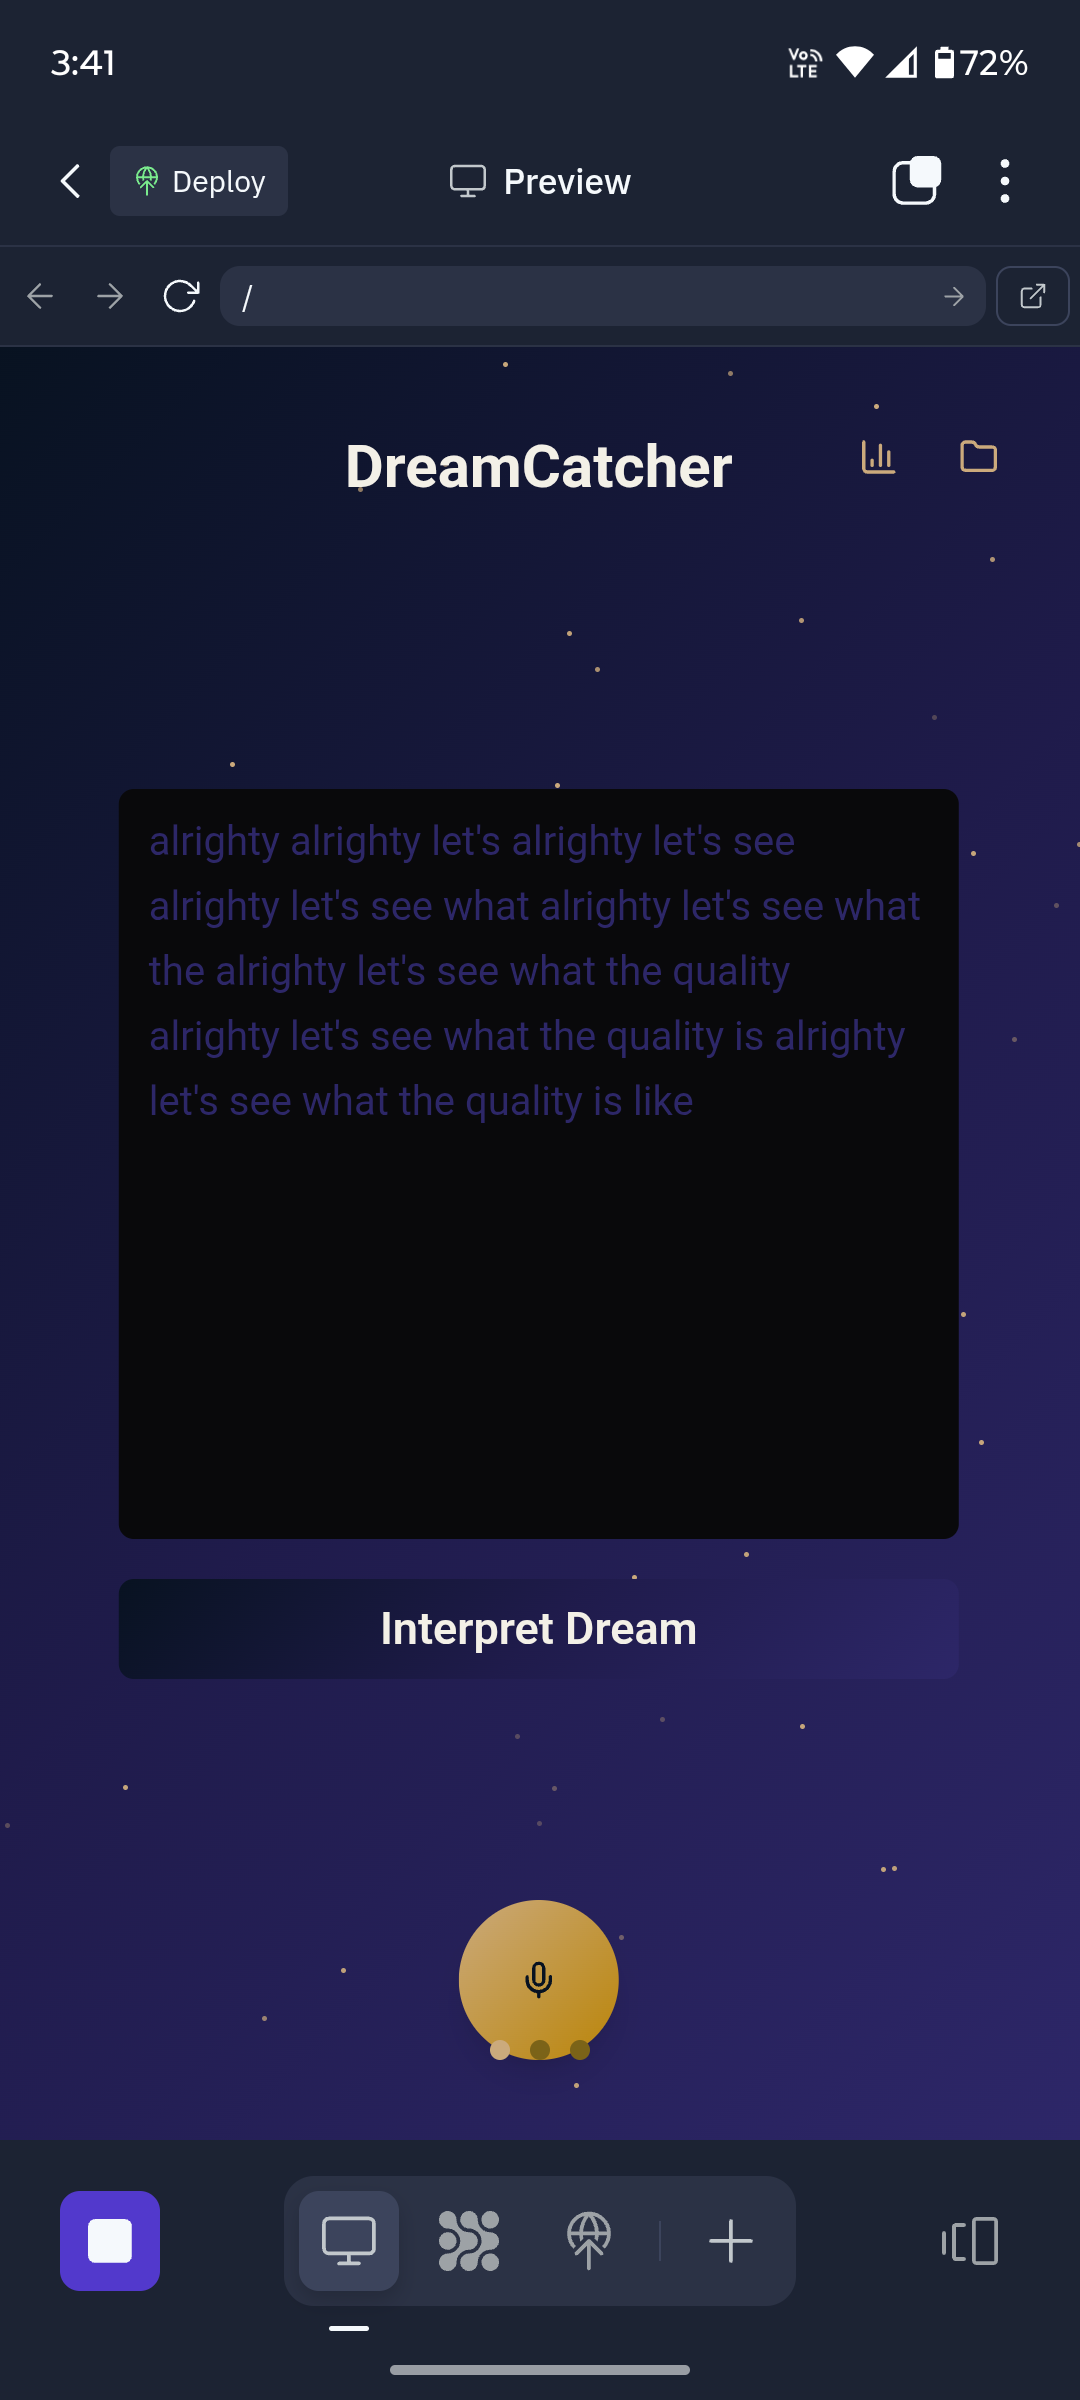 3:41
Vo LTE
72%
Deploy
Preview
/
DreamCatcher
alrighty alrighty let's alrighty let's see
alrighty let's see what alrighty let's see what
the alrighty let's see what the quality
alrighty let's see what the quality is alrighty
let's see what the quality is like
Interpret Dream